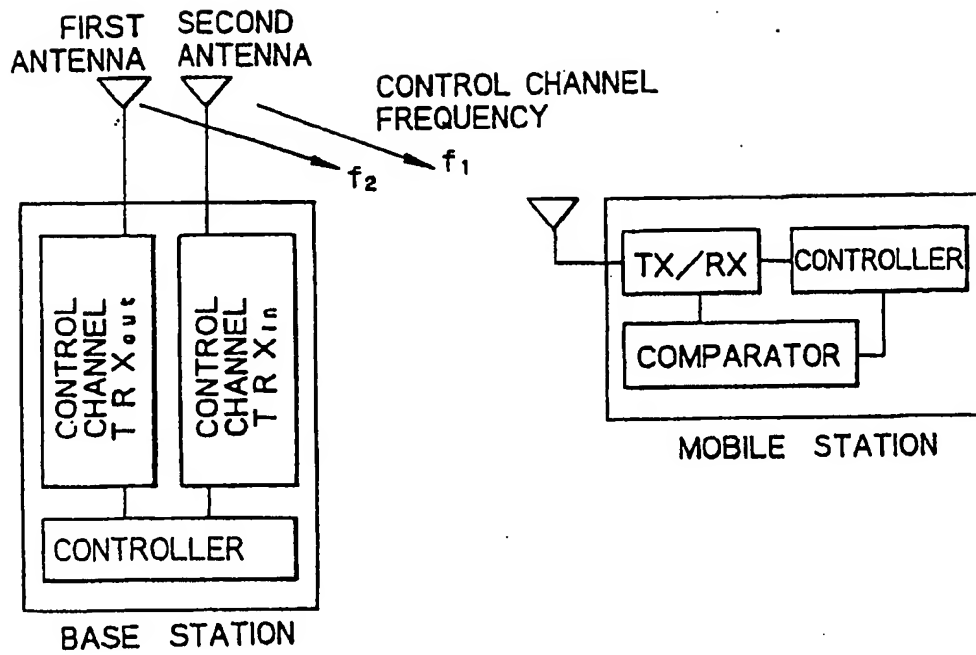 FIRST ANTENNA
SECOND ANTENNA
CONTROL CHANNEL
FREQUENCY
f2
f1
CONTROL
CHANNEL
TRXout
CONTROL
CHANNEL
TRXin
CONTROLLER
BASE STATION
TX/RX
CONTROLLER
COMPARATOR
MOBILE STATION